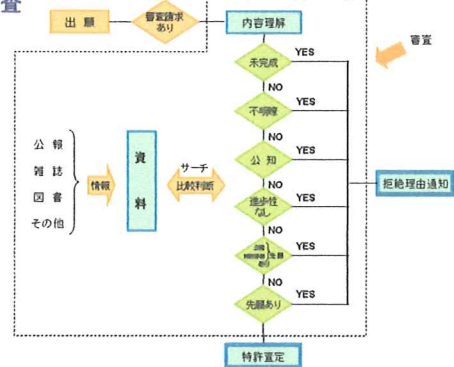 査
出 願
審査請求
あり
内容理解
審査
未完成
YES
NO
不明瞭
YES
NO
公 知
YES
NO
進歩性
なし
YES
NO
YES
NO
先願あり
YES
拒絶理由通知
特許査定
公 報
雑 誌
図 書
その他
情報
資
料
サーチ
比較判断